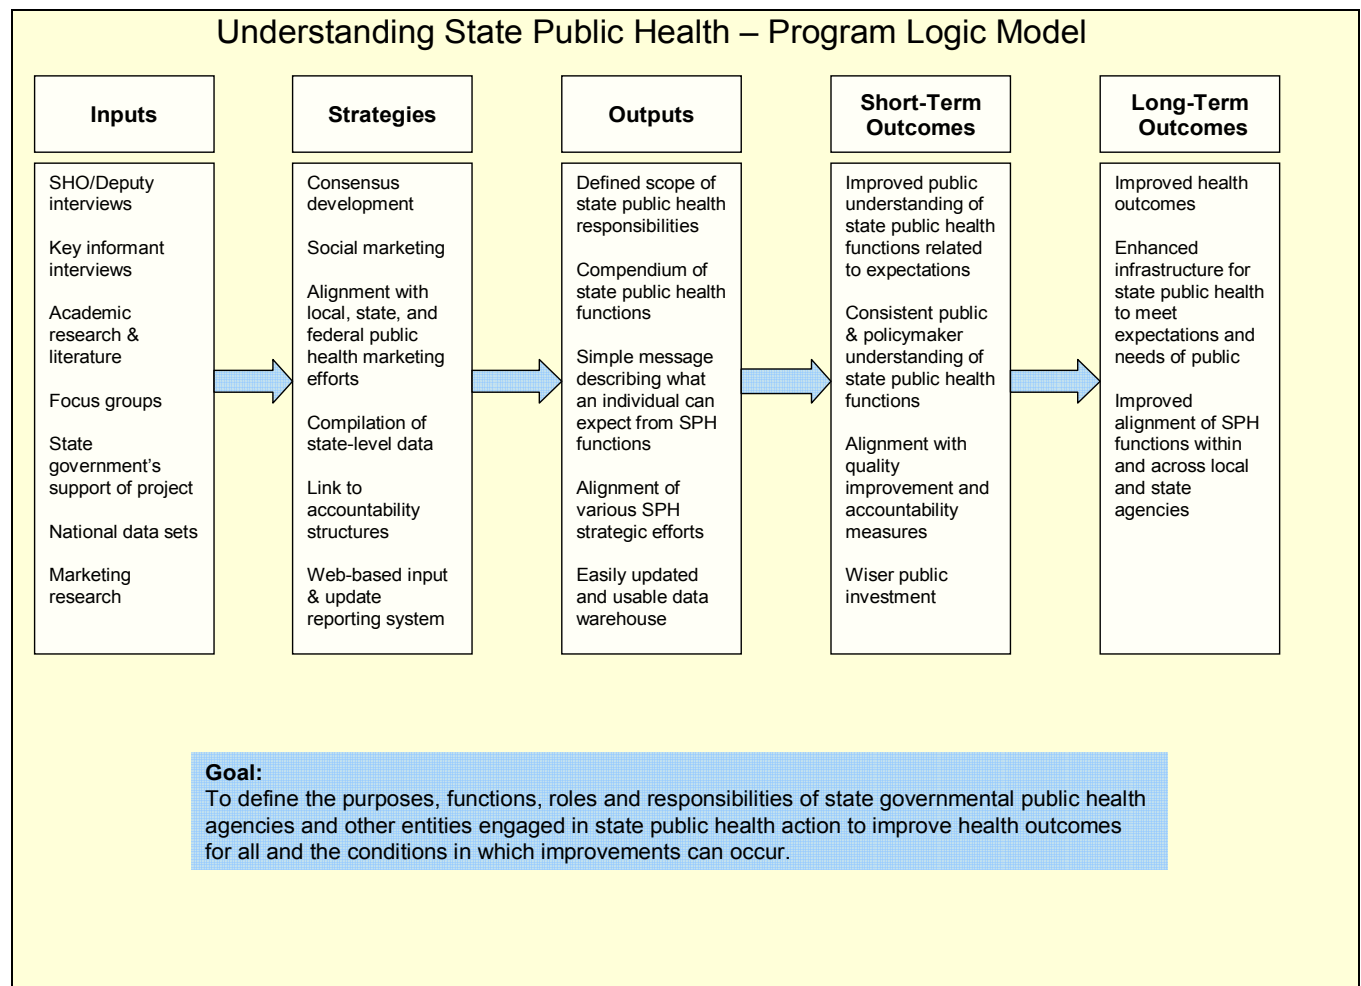 Understanding State Public Health – Program Logic Model
Inputs
SHO/Deputy
interviews
Key informant
interviews
Academic
research &
literature
Focus groups
State
government's
support of project
National data sets
Marketing
research
Strategies
Consensus
development
Social marketing
Alignment with
local, state, and
federal public
health marketing
efforts
Compilation of
state-level data
Link to
accountability
structures
Web-based input
& update
reporting system
Outputs
Defined scope of
state public health
responsibilities
Compendium of
state public health
functions
Simple message
describing what
an individual can
expect from SPH
functions
Alignment of
various SPH
strategic efforts
Easily updated
and usable data
warehouse
Short-Term
Outcomes
Improved public
understanding of
state public health
functions related
to expectations
Consistent public
& policymaker
understanding of
state public health
functions
Alignment with
quality
improvement and
accountability
measures
Wiser public
investment
Long-Term
Outcomes
Improved health
outcomes
Enhanced
infrastructure for
state public health
to meet
expectations and
needs of public
Improved
alignment of SPH
functions within
and across local
and state
agencies
Goal:
To define the purposes, functions, roles and responsibilities of state governmental public health
agencies and other entities engaged in state public health action to improve health outcomes
for all and the conditions in which improvements can occur.